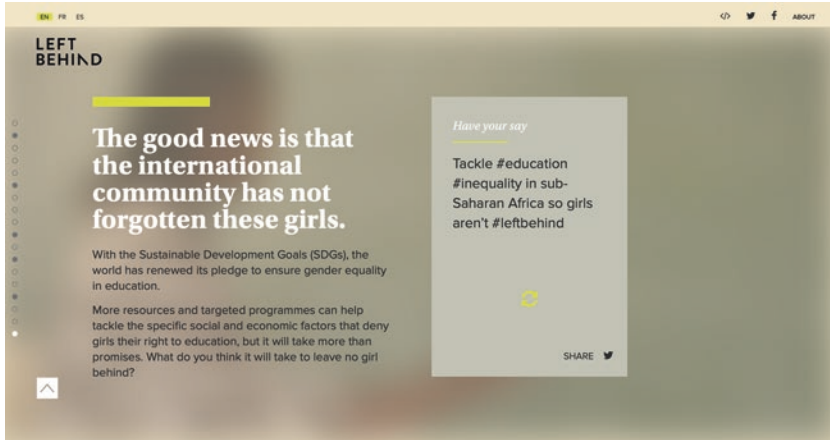 EN FR ES
ABOUT
LEFT
BEHIND
The good news is that
the international
community has not
forgotten these girls.
With the Sustainable Development Goals (SDGs), the
world has renewed its pledge to ensure gender equality
in education.
More resources and targeted programmes can help
tackle the specific social and economic factors that deny
girls their right to education, but it will take more than
promises. What do you think it will take to leave no girl
behind?
Have your say
Tackle #education
#inequality in sub-
Saharan Africa so girls
aren't #leftbehind
SHARE